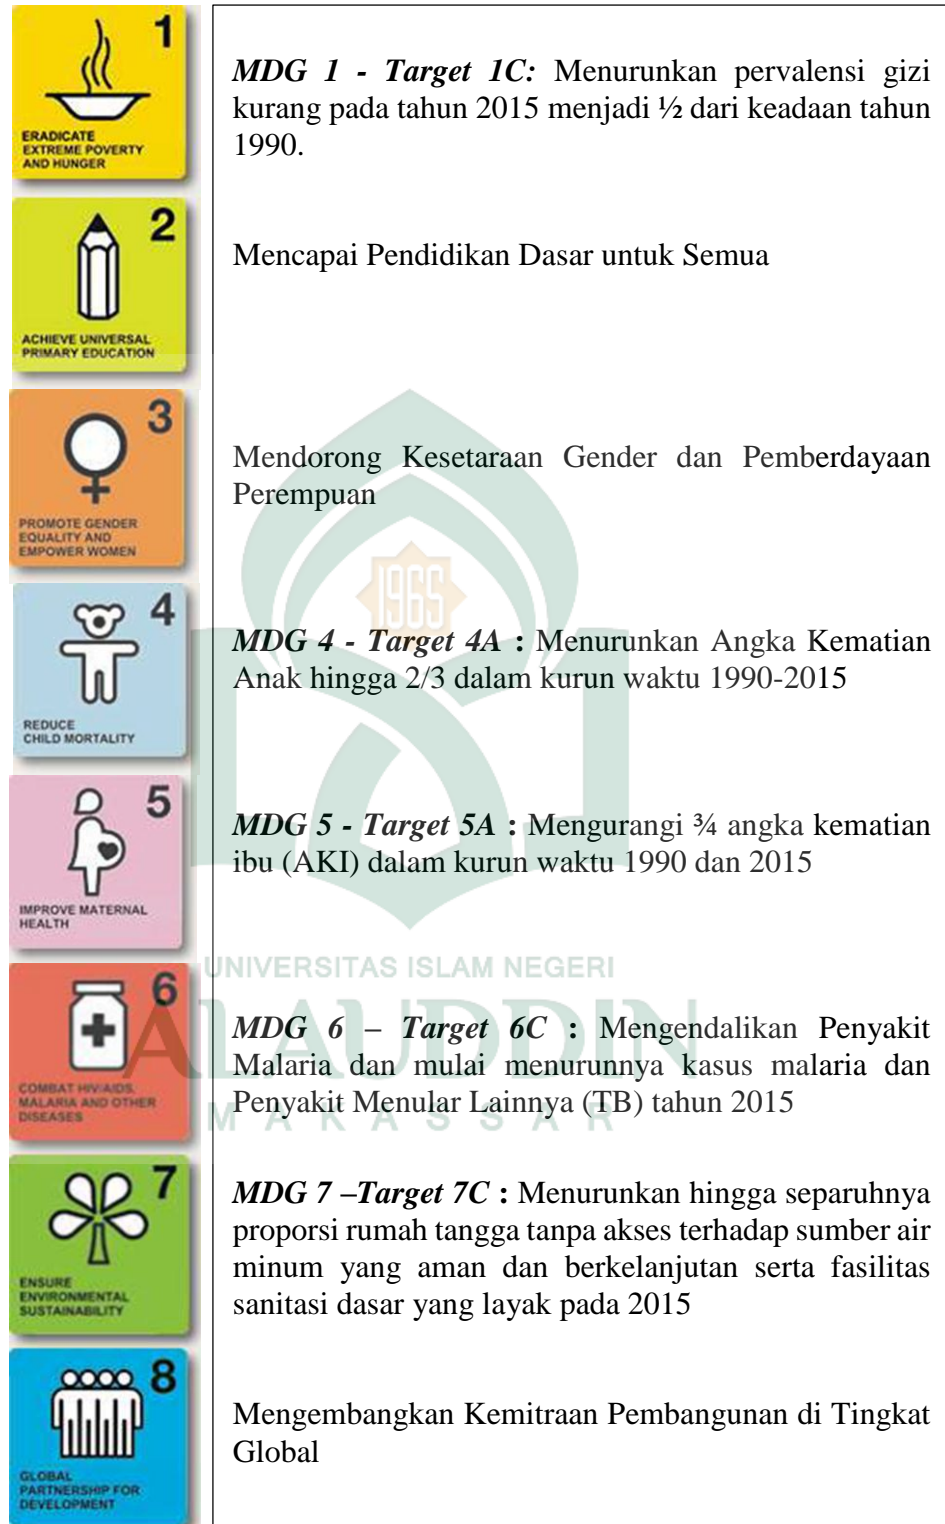 1
ERADICATE
EXTREME POVERTY
AND HUNGER
MDG 1 - Target 1C: Menurunkan pervalensi gizi
kurang pada tahun 2015 menjadi ½ dari keadaan tahun
1990.
2
ACHIEVE UNIVERSAL
PRIMARY EDUCATION
Mencapai Pendidikan Dasar untuk Semua
3
PROMOTE GENDER
EQUALITY AND
EMPOWER WOMEN
Mendorong Kesetaraan Gender dan Pemberdayaan
Perempuan
1965
4
REDUCE
CHILD MORTALITY
MDG 4 - Target 4A : Menurunkan Angka Kematian
Anak hingga 2/3 dalam kurun waktu 1990-2015
5
IMPROVE MATERNAL
HEALTH
MDG 5 - Target 5A : Mengurangi ¾ angka kematian
ibu (AKI) dalam kurun waktu 1990 dan 2015
UNIVERSITAS ISLAM NEGERI
ALAUDDIN
MAKASSAR
6
COMBAT HIV/AIDS,
MALARIA AND OTHER
DISEASES
MDG 6 – Target 6C : Mengendalikan Penyakit
Malaria dan mulai menurunnya kasus malaria dan
Penyakit Menular Lainnya (TB) tahun 2015
7
ENSURE
ENVIRONMENTAL
SUSTAINABILITY
MDG 7 –Target 7C : Menurunkan hingga separuhnya
proporsi rumah tangga tanpa akses terhadap sumber air
minum yang aman dan berkelanjutan serta fasilitas
sanitasi dasar yang layak pada 2015
8
GLOBAL
PARTNERSHIP FOR
DEVELOPMENT
Mengembangkan Kemitraan Pembangunan di Tingkat
Global